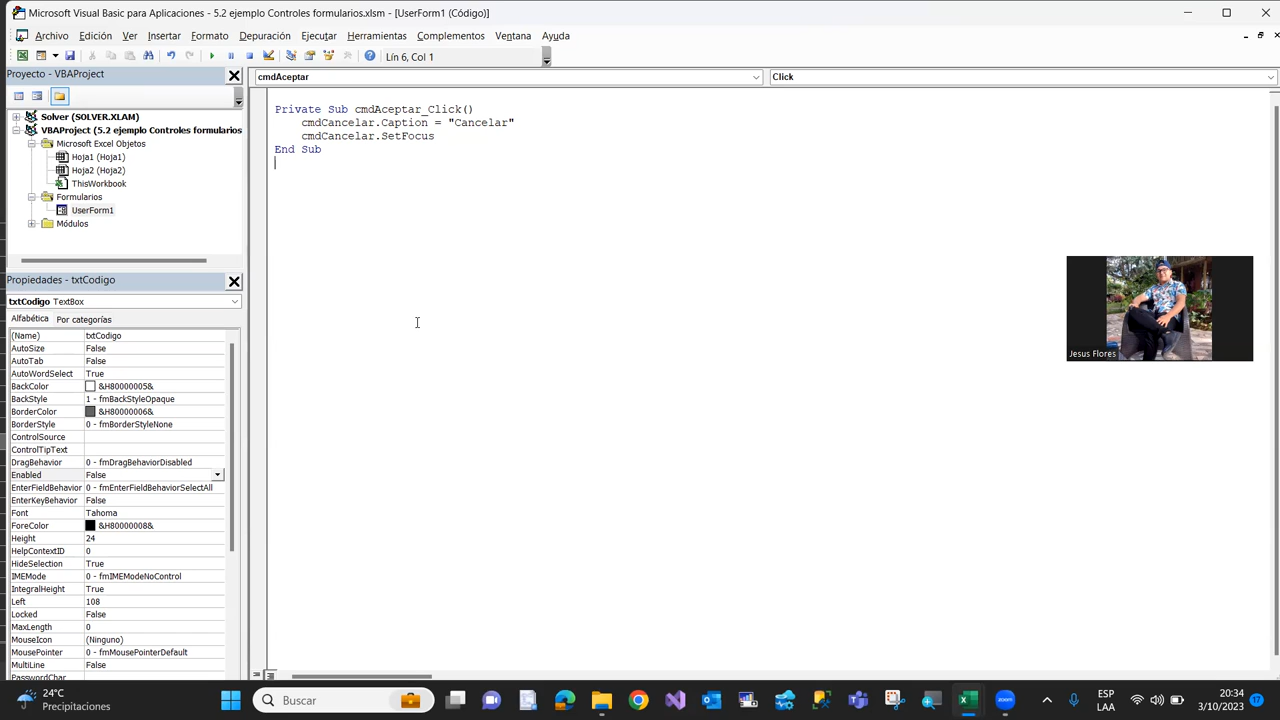 Microsoft Visual Basic para Aplicaciones - 5.2 ejemplo Controles formularios.xlsm - [UserForm1 (Código)]
Archivo Edición Ver Insertar Formato Depuración Ejecutar Herramientas Complementos Ventana Ayuda
Lín 6, Col 1
Proyecto - VBAProject
cmdAceptar Click
Solver (SOLVER.XLAM)
VBAProject (5.2 ejemplo Controles formularios
Microsoft Excel Objetos
Hoja1 (Hoja1)
Hoja2 (Hoja2)
ThisWorkbook
Formularios
UserForm1
Módulos
Private Sub cmdAceptar_Click()
cmdCancelar.Caption = "Cancelar"
cmdCancelar.SetFocus
End Sub
Jesus Flores
Propiedades - txtCodigo
txtCodigo TextBox
Alfabética Por categorías
(Name) txtCodigo
AutoSize False
AutoTab False
AutoWordSelect True
BackColor &H80000005&
BackStyle 1 - fmBackStyleOpaque
BorderColor &H80000006&
BorderStyle 0 - fmBorderStyleNone
ControlSource
ControlTipText
DragBehavior 0 - fmDragBehaviorDisabled
Enabled False
EnterFieldBehavior 0 - fmEnterFieldBehaviorSelectAll
EnterKeyBehavior False
Font Tahoma
ForeColor &H80000008&
Height 24
HelpContextID 0
HideSelection True
IMEMode 0 - fmIMEModeNoControl
IntegralHeight True
Left 108
Locked False
MaxLength 0
MouseIcon (Ninguno)
MousePointer 0 - fmMousePointerDefault
MultiLine False
PasswordChar
24°C
Precipitaciones
Buscar
ESP
LAA
20:34
3/10/2023